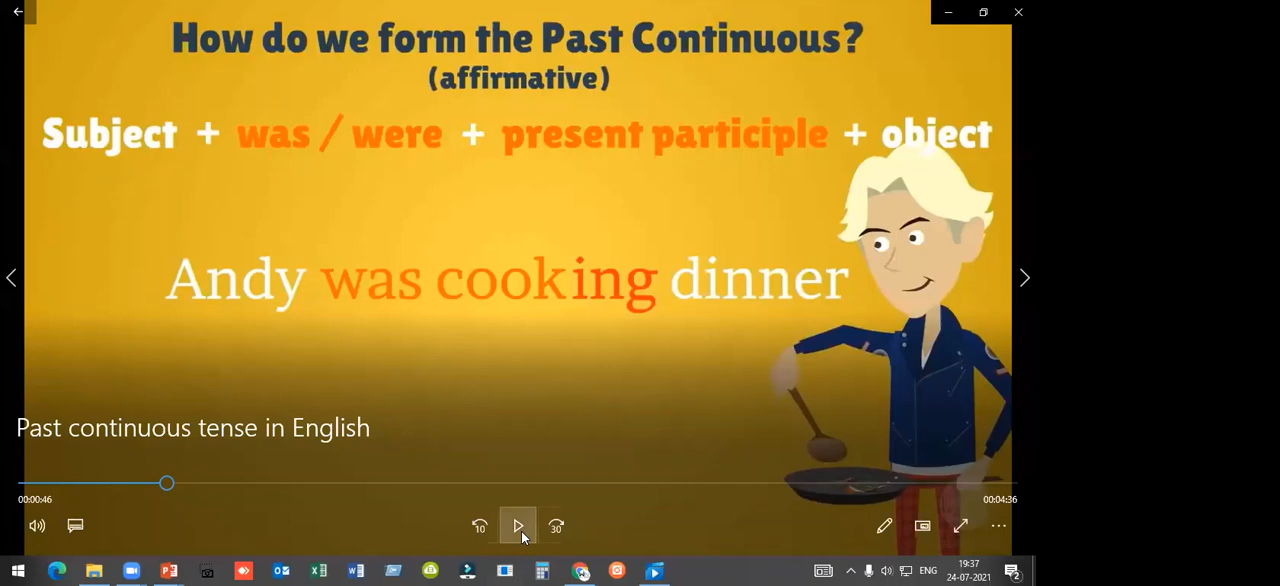 How do we form the Past Continuous?
(affirmative)
Subject + was / were + present participle + object
Andy was cooking dinner
Past continuous tense in English
00:00:46
00:04:36
10
30
19:37
ENG
24-07-2021
2